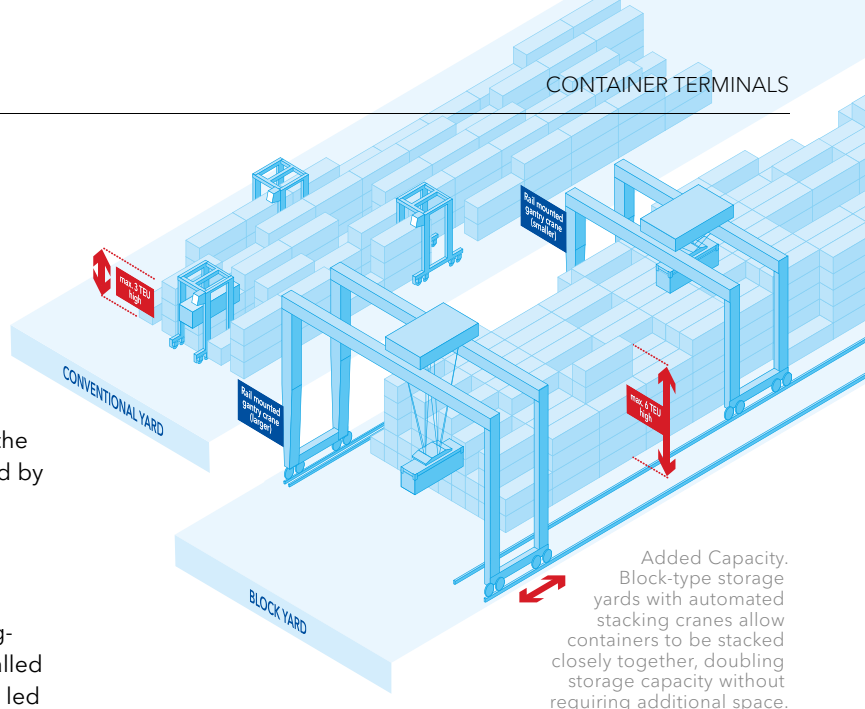 CONTAINER TERMINALS
Rail mounted
gantry crane
(smaller)
max. 3 TEU
high
CONVENTIONAL YARD
Rail mounted
gantry crane
(larger)
max. 6 TEU
high
the
d by
BLOCK YARD
g-
alled
led
Added Capacity.
Block-type storage
yards with automated
stacking cranes allow
containers to be stacked
closely together, doubling
storage capacity without
requiring additional space.